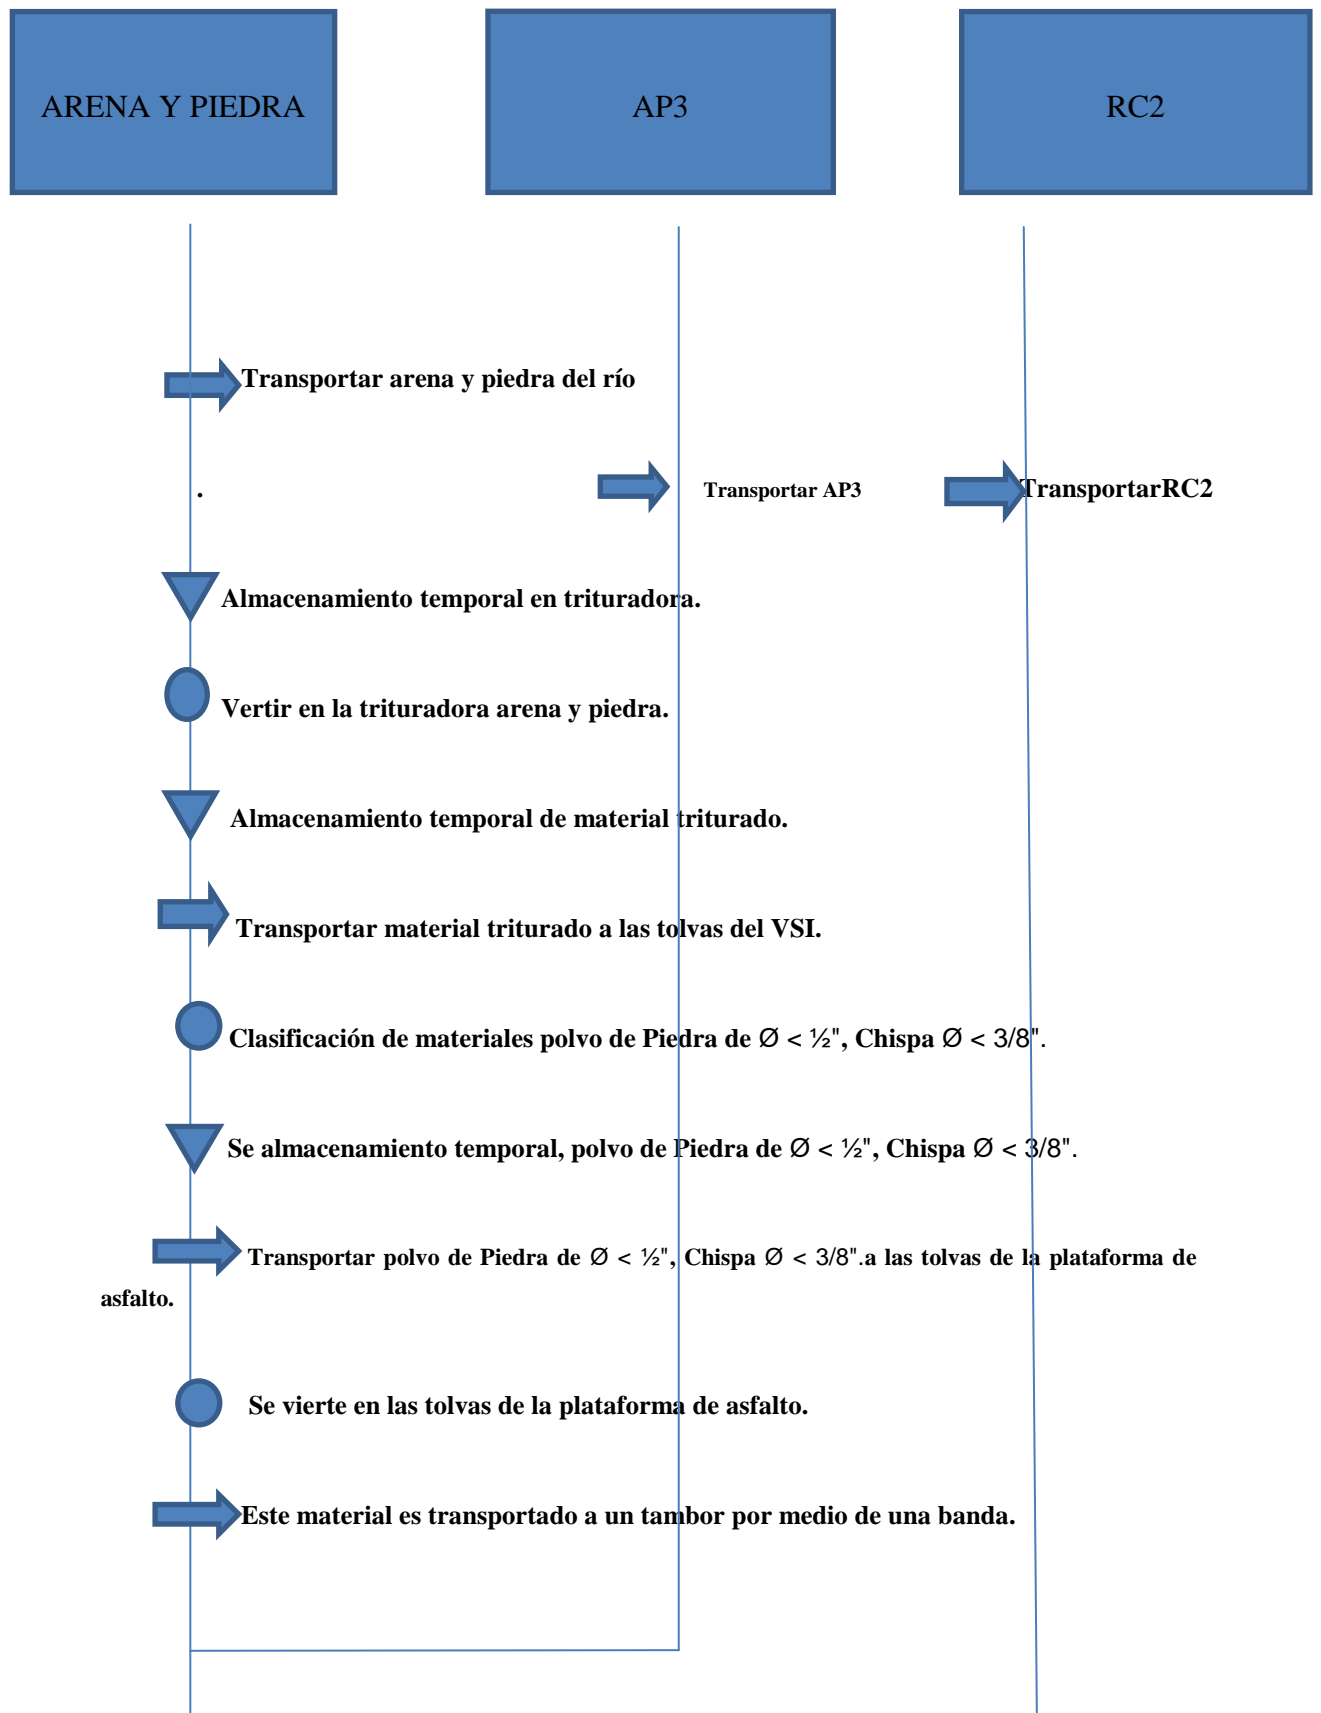 ARENA Y PIEDRA
AP3
RC2
Transportar arena y piedra del río
.
Transportar AP3
TransportarRC2
Almacenamiento temporal en trituradora.
Vertir en la trituradora arena y piedra.
Almacenamiento temporal de material triturado.
Transportar material triturado a las tolvas del VSI.
Clasificación de materiales polvo de Piedra de Ø < ½", Chispa Ø < 3/8".
Se almacenamiento temporal, polvo de Piedra de Ø < ½", Chispa Ø < 3/8".
Transportar polvo de Piedra de Ø < ½", Chispa Ø < 3/8".a las tolvas de la plataforma de
asfalto.
Se vierte en las tolvas de la plataforma de asfalto.
Este material es transportado a un tambor por medio de una banda.